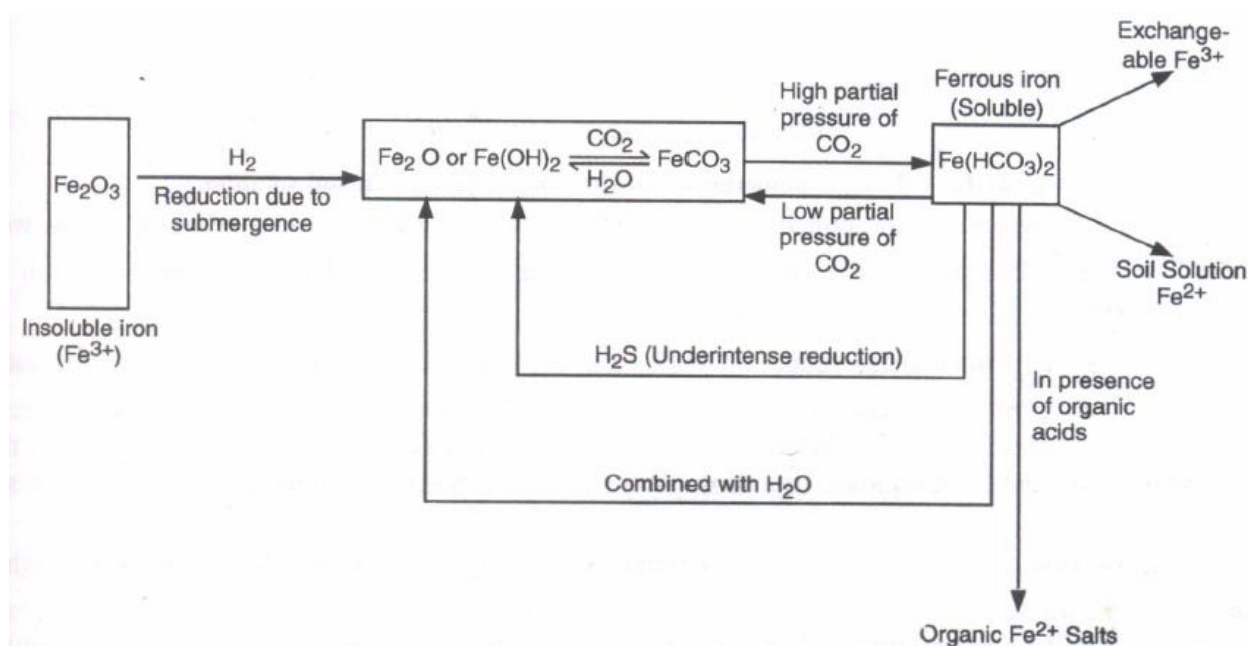 Fe₂O₃
Insoluble iron
(Fe³⁺)
H₂
Reduction due to
submergence
Fe₂ O or Fe(OH)₂ CO₂ H₂O FeCO₃
High partial
pressure of
CO₂
Low partial
pressure of
CO₂
Ferrous iron
(Soluble)
Fe(HCO₃)₂
Exchange-
able Fe³⁺
Soil Solution
Fe²⁺
H₂S (Underintense reduction)
In presence
of organic
acids
Combined with H₂O
Organic Fe²⁺ Salts